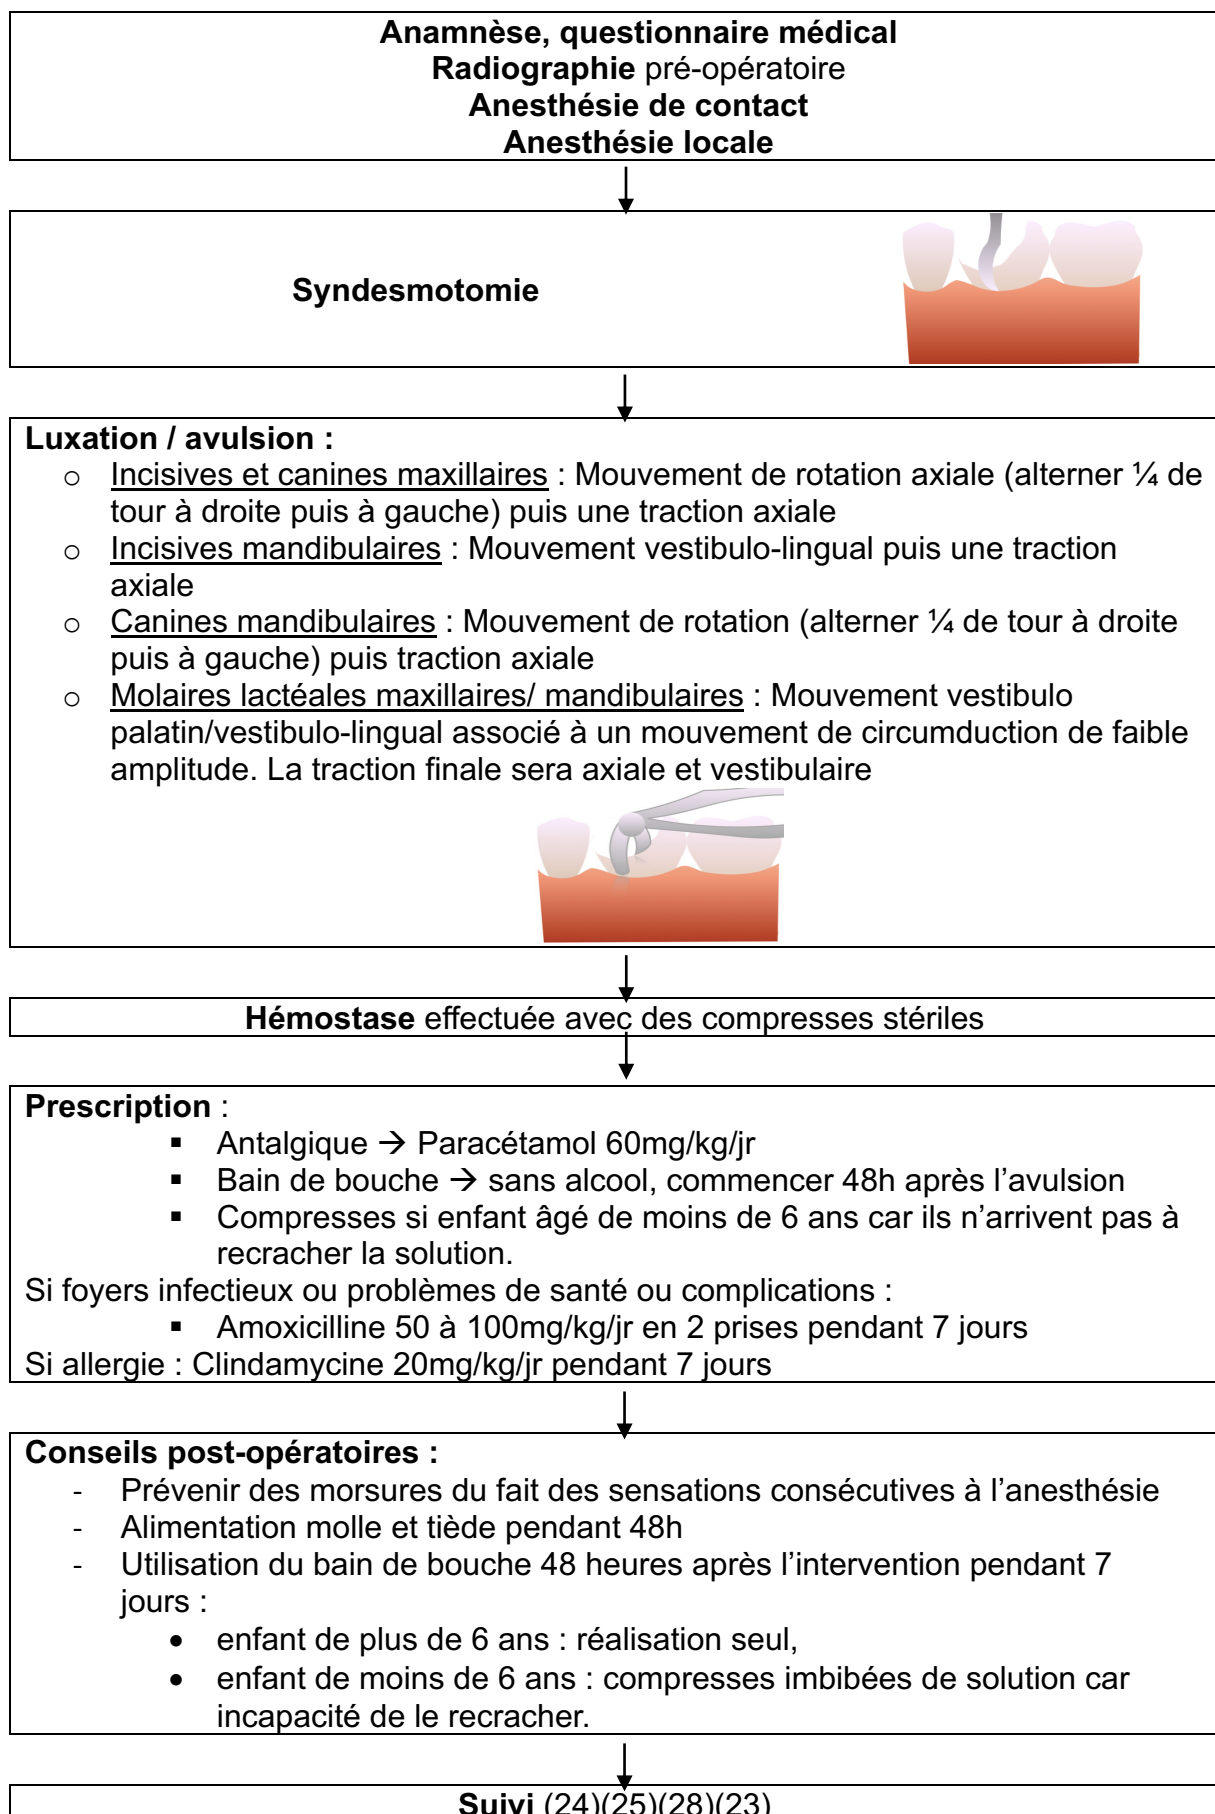 Anamnèse, questionnaire médical
Radiographie pré-opératoire
Anesthésie de contact
Anesthésie locale
Syndesmotomie
Luxation / avulsion :
o Incisives et canines maxillaires : Mouvement de rotation axiale (alterner ¼ de
tour à droite puis à gauche) puis une traction axiale
o Incisives mandibulaires : Mouvement vestibulo-lingual puis une traction
axiale
o Canines mandibulaires : Mouvement de rotation (alterner ¼ de tour à droite
puis à gauche) puis traction axiale
o Molaires lactéales maxillaires/ mandibulaires : Mouvement vestibulo
palatin/vestibulo-lingual associé à un mouvement de circumduction de faible
amplitude. La traction finale sera axiale et vestibulaire
Hémostase effectuée avec des compresses stériles
Prescription :
▪ Antalgique → Paracétamol 60mg/kg/jr
▪ Bain de bouche → sans alcool, commencer 48h après l’avulsion
▪ Compresses si enfant âgé de moins de 6 ans car ils n’arrivent pas à
recracher la solution.
Si foyers infectieux ou problèmes de santé ou complications :
▪ Amoxicilline 50 à 100mg/kg/jr en 2 prises pendant 7 jours
Si allergie : Clindamycine 20mg/kg/jr pendant 7 jours
Conseils post-opératoires :
- Prévenir des morsures du fait des sensations consécutives à l’anesthésie
- Alimentation molle et tiède pendant 48h
- Utilisation du bain de bouche 48 heures après l’intervention pendant 7
jours :
• enfant de plus de 6 ans : réalisation seul,
• enfant de moins de 6 ans : compresses imbibées de solution car
incapacité de le recracher.
Suivi (24)(25)(28)(23)